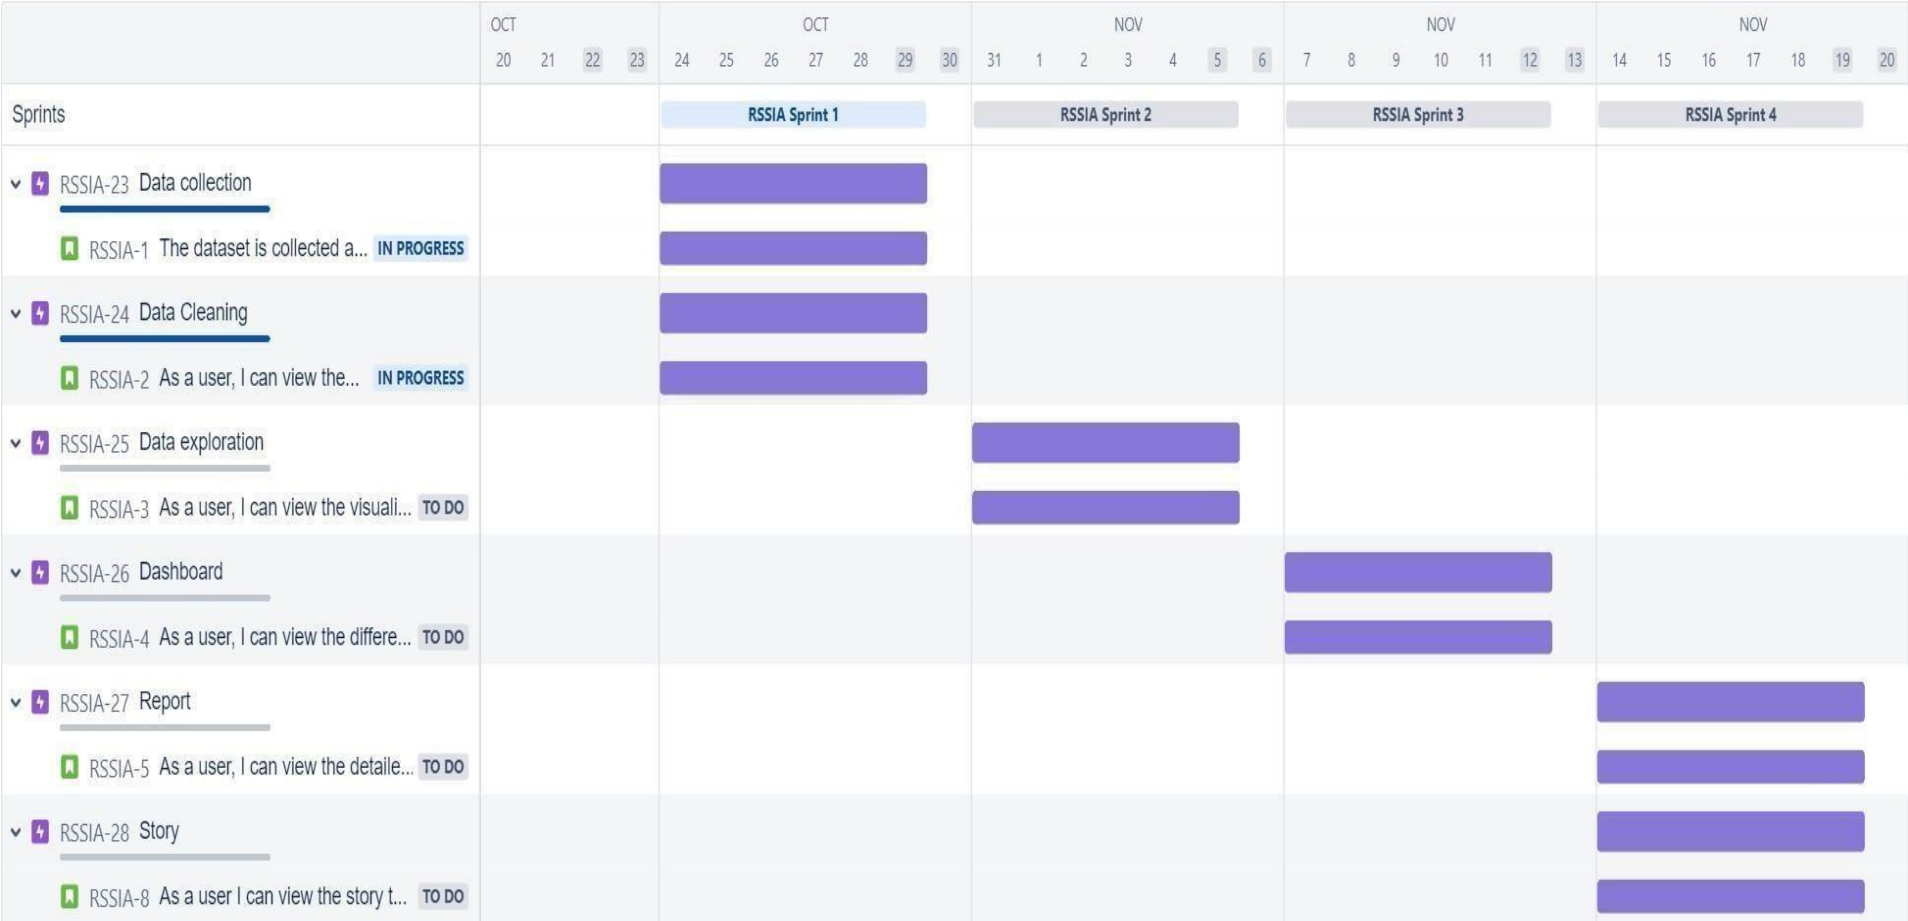 OCT OCT NOV NOV NOV
20 21 22 23 24 25 26 27 28 29 30 31 1 2 3 4 5 6 7 8 9 10 11 12 13 14 15 16 17 18 19 20
Sprints RSSIA Sprint 1 RSSIA Sprint 2 RSSIA Sprint 3 RSSIA Sprint 4
RSSIA-23 Data collection
RSSIA-1 The dataset is collected a... IN PROGRESS
RSSIA-24 Data Cleaning
RSSIA-2 As a user, I can view the... IN PROGRESS
RSSIA-25 Data exploration
RSSIA-3 As a user, I can view the visuali... TO DO
RSSIA-26 Dashboard
RSSIA-4 As a user, I can view the differe... TO DO
RSSIA-27 Report
RSSIA-5 As a user, I can view the detaile... TO DO
RSSIA-28 Story
RSSIA-8 As a user I can view the story t... TO DO